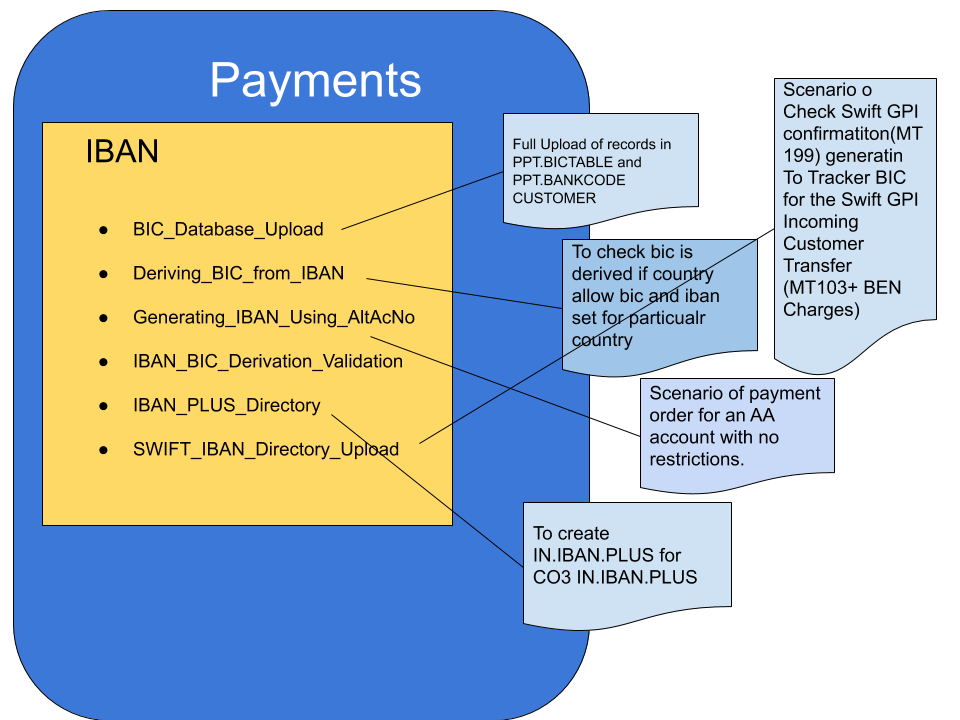 Payments
IBAN
● BIC_Database_Upload
● Deriving_BIC_from_IBAN
● Generating_IBAN_Using_AltAcNo
● IBAN_BIC_Derivation_Validation
● IBAN_PLUS_Directory
● SWIFT_IBAN_Directory_Upload
Full Upload of records in
PPT.BICTABLE and
PPT.BANKCODE
CUSTOMER
To check bic is
derived if country
allow bic and iban
set for particualr
country
Scenario o
Check Swift GPI
confirmatiton(MT
199) generatin
To Tracker BIC
for the Swift GPI
Incoming
Customer
Transfer
(MT103+ BEN
Charges)
Scenario of payment
order for an AA
account with no
restrictions.
To create
IN.IBAN.PLUS for
CO3 IN.IBAN.PLUS